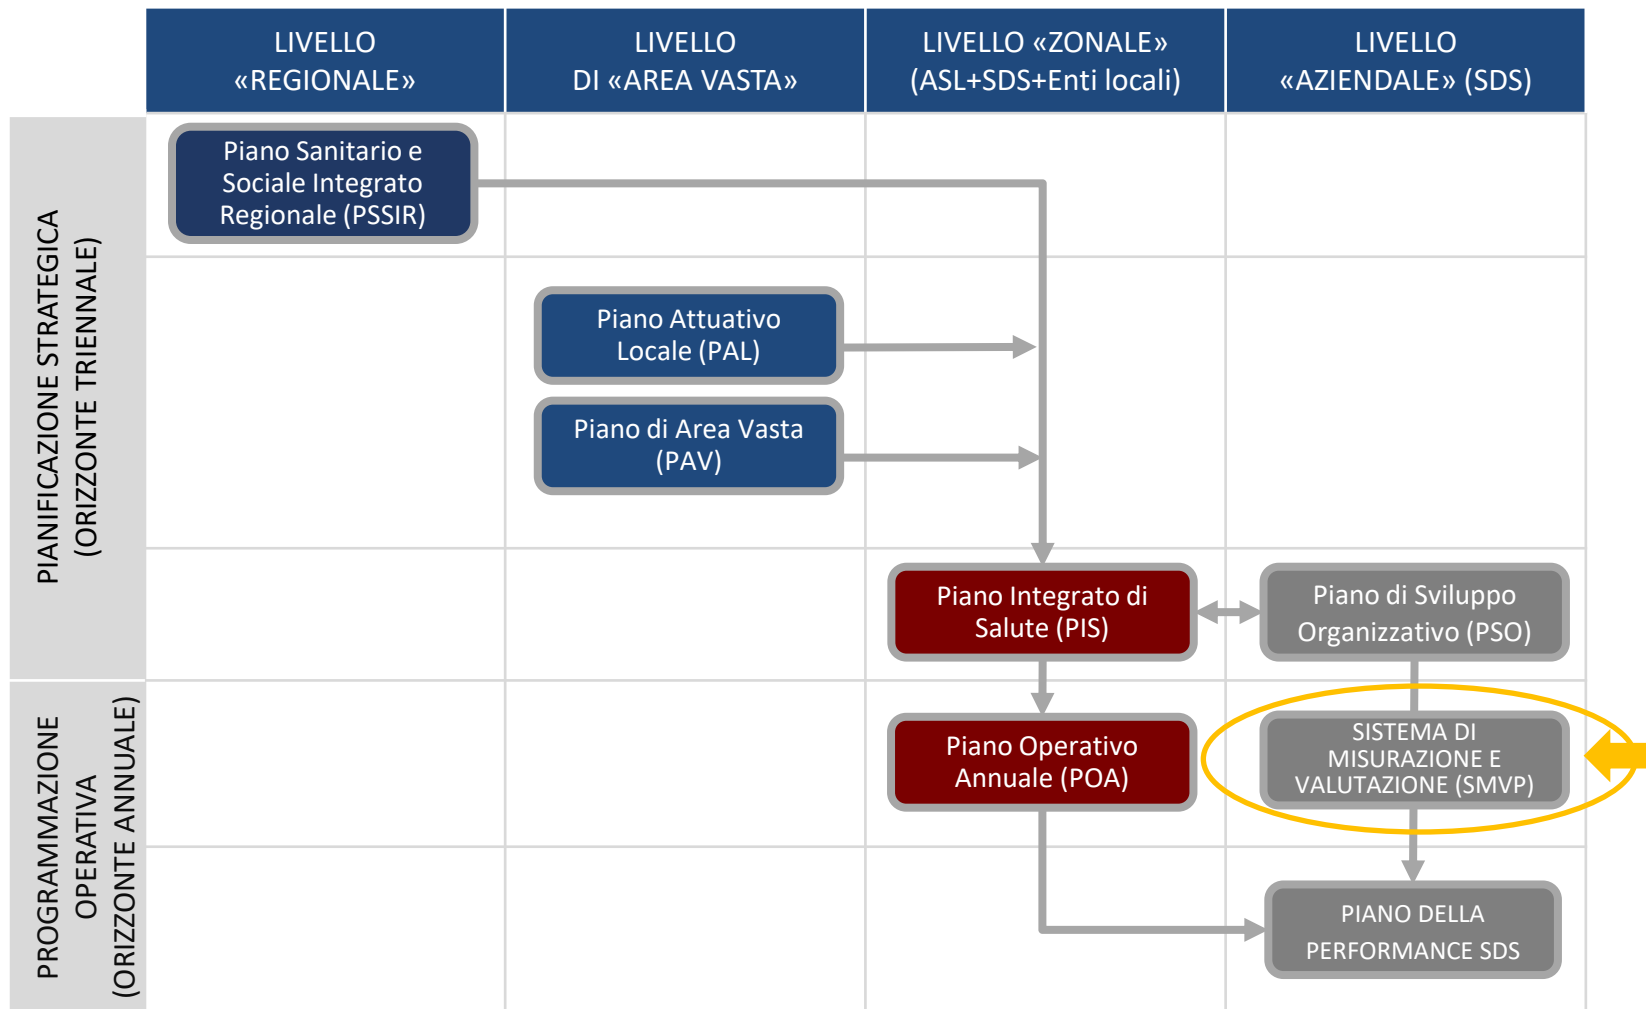 LIVELLO
«REGIONALE»
LIVELLO
DI «AREA VASTA»
LIVELLO «ZONALE»
(ASL+SDS+Enti locali)
LIVELLO
«AZIENDALE» (SDS)
PIANIFICAZIONE STRATEGICA
(ORIZZONTE TRIENNALE)
Piano Sanitario e
Sociale Integrato
Regionale (PSSIR)
Piano Attuativo
Locale (PAL)
Piano di Area Vasta
(PAV)
Piano Integrato di
Salute (PIS)
Piano di Sviluppo
Organizzativo (PSO)
PROGRAMMAZIONE
OPERATIVA
(ORIZZONTE ANNUALE)
Piano Operativo
Annuale (POA)
SISTEMA DI
MISURAZIONE E
VALUTAZIONE (SMVP)
PIANO DELLA
PERFORMANCE SDS